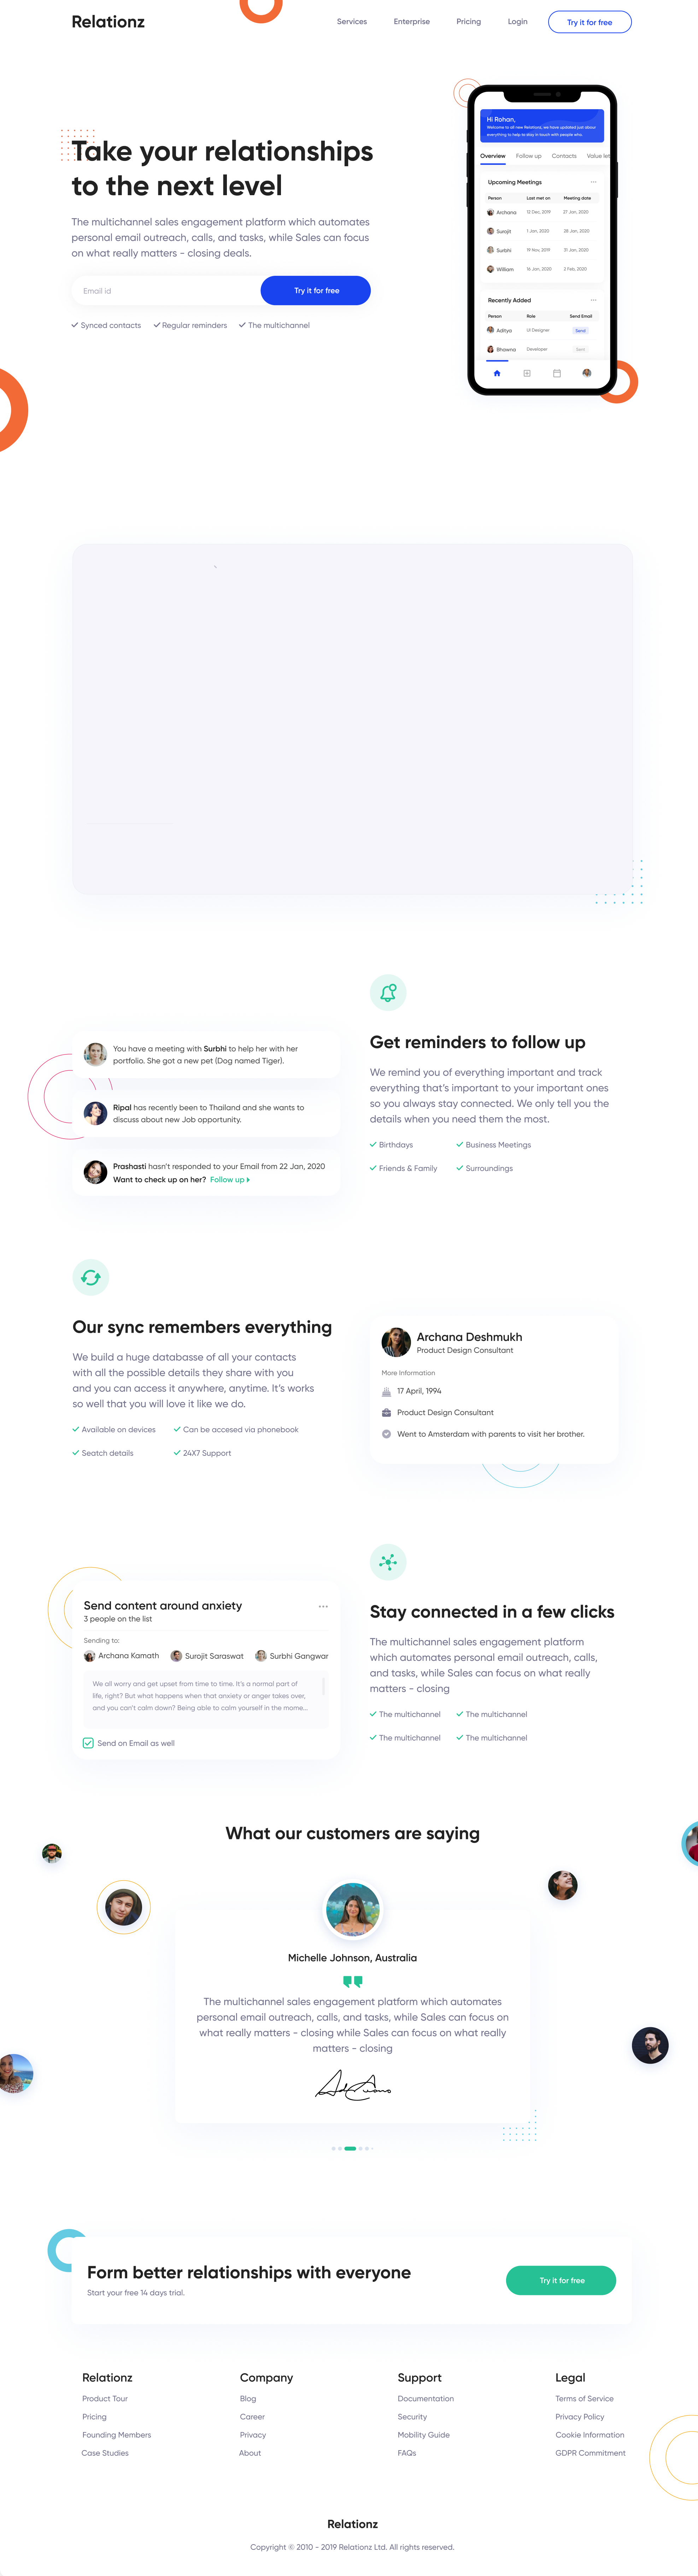 Relationz
Services
Enterprise
Pricing
Login
Try it for free
Take your relationships
to the next level
The multichannel sales engagement platform which automates
personal email outreach, calls, and tasks, while Sales can focus
on what really matters - closing deals.
Email id
Try it for free
Synced contacts
Regular reminders
The multichannel
Hi Rohan,
Welcome to all new Relationz, we have updated just about
everything to help you stay in touch with people who.
Overview
Follow up
Contacts
Value let
Upcoming Meetings
Person
Last met on
Meeting date
Archana
12 Dec, 2019
27 Jan, 2020
Surojit
1 Jan, 2020
28 Jan, 2020
Surbhi
19 Nov, 2019
31 Jan, 2020
William
16 Jan, 2020
2 Feb, 2020
Recently Added
Person
Role
Send Email
Aditya
UI Designer
Send
Bhawna
Developer
Sent
Get reminders to follow up
We remind you of everything important and track
everything that's important to your important ones
so you always stay connected. We only tell you the
details when you need them the most.
Birthdays
Business Meetings
Friends & Family
Surroundings
You have a meeting with Surbhi to help her with her
portfolio. She got a new pet (Dog named Tiger).
Ripal has recently been to Thailand and she wants to
discuss about new Job opportunity.
Prashasti hasn't responded to your Email from 22 Jan, 2020
Want to check up on her? Follow up
Our sync remembers everything
We build a huge databasse of all your contacts
with all the possible details they share with you
and you can access it anywhere, anytime. It's works
so well that you will love it like we do.
Available on devices
Can be accesed via phonebook
Seatch details
24X7 Support
Archana Deshmukh
Product Design Consultant
More Information
17 April, 1994
Product Design Consultant
Went to Amsterdam with parents to visit her brother.
Send content around anxiety
3 people on the list
Sending to:
Archana Kamath
Surojit Saraswat
Surbhi Gangwar
We all worry and get upset from time to time. It's a normal part of
life, right? But what happens when that anxiety or anger takes over,
and you can't calm down? Being able to calm yourself in the mome...
Send on Email as well
Stay connected in a few clicks
The multichannel sales engagement platform
which automates personal email outreach, calls,
and tasks, while Sales can focus on what really
matters - closing
The multichannel
The multichannel
The multichannel
The multichannel
What our customers are saying
Michelle Johnson, Australia
The multichannel sales engagement platform which automates
personal email outreach, calls, and tasks, while Sales can focus on
what really matters - closing while Sales can focus on what really
matters - closing
Form better relationships with everyone
Start your free 14 days trial.
Try it for free
Relationz
Product Tour
Pricing
Founding Members
Case Studies
Company
Blog
Career
Privacy
About
Support
Documentation
Security
Mobility Guide
FAQs
Legal
Terms of Service
Privacy Policy
Cookie Information
GDPR Commitment
Relationz
Copyright © 2010 - 2019 Relationz Ltd. All rights reserved.